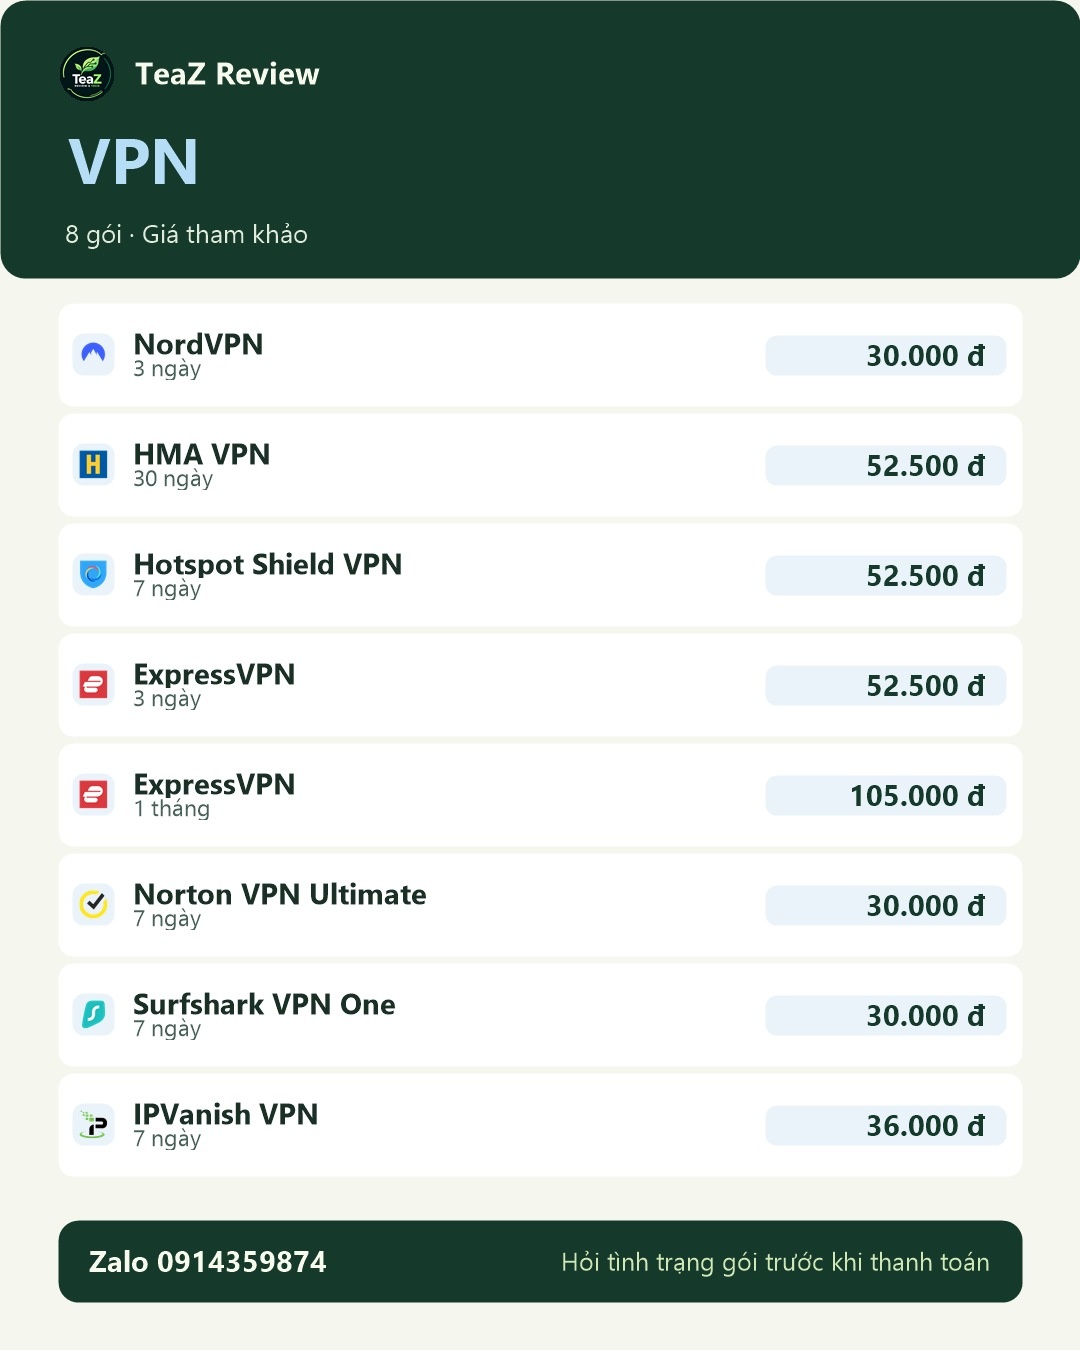 TeaZ
TeaZ Review
VPN
8 gói · Giá tham khảo
NordVPN
3 ngày
30.000 đ
H
HMA VPN
30 ngày
52.500 đ
Hotspot Shield VPN
7 ngày
52.500 đ
ExpressVPN
3 ngày
52.500 đ
ExpressVPN
1 tháng
105.000 đ
Norton VPN Ultimate
7 ngày
30.000 đ
Surfshark VPN One
7 ngày
30.000 đ
IPVanish VPN
7 ngày
36.000 đ
Zalo 0914359874
Hỏi tình trạng gói trước khi thanh toán